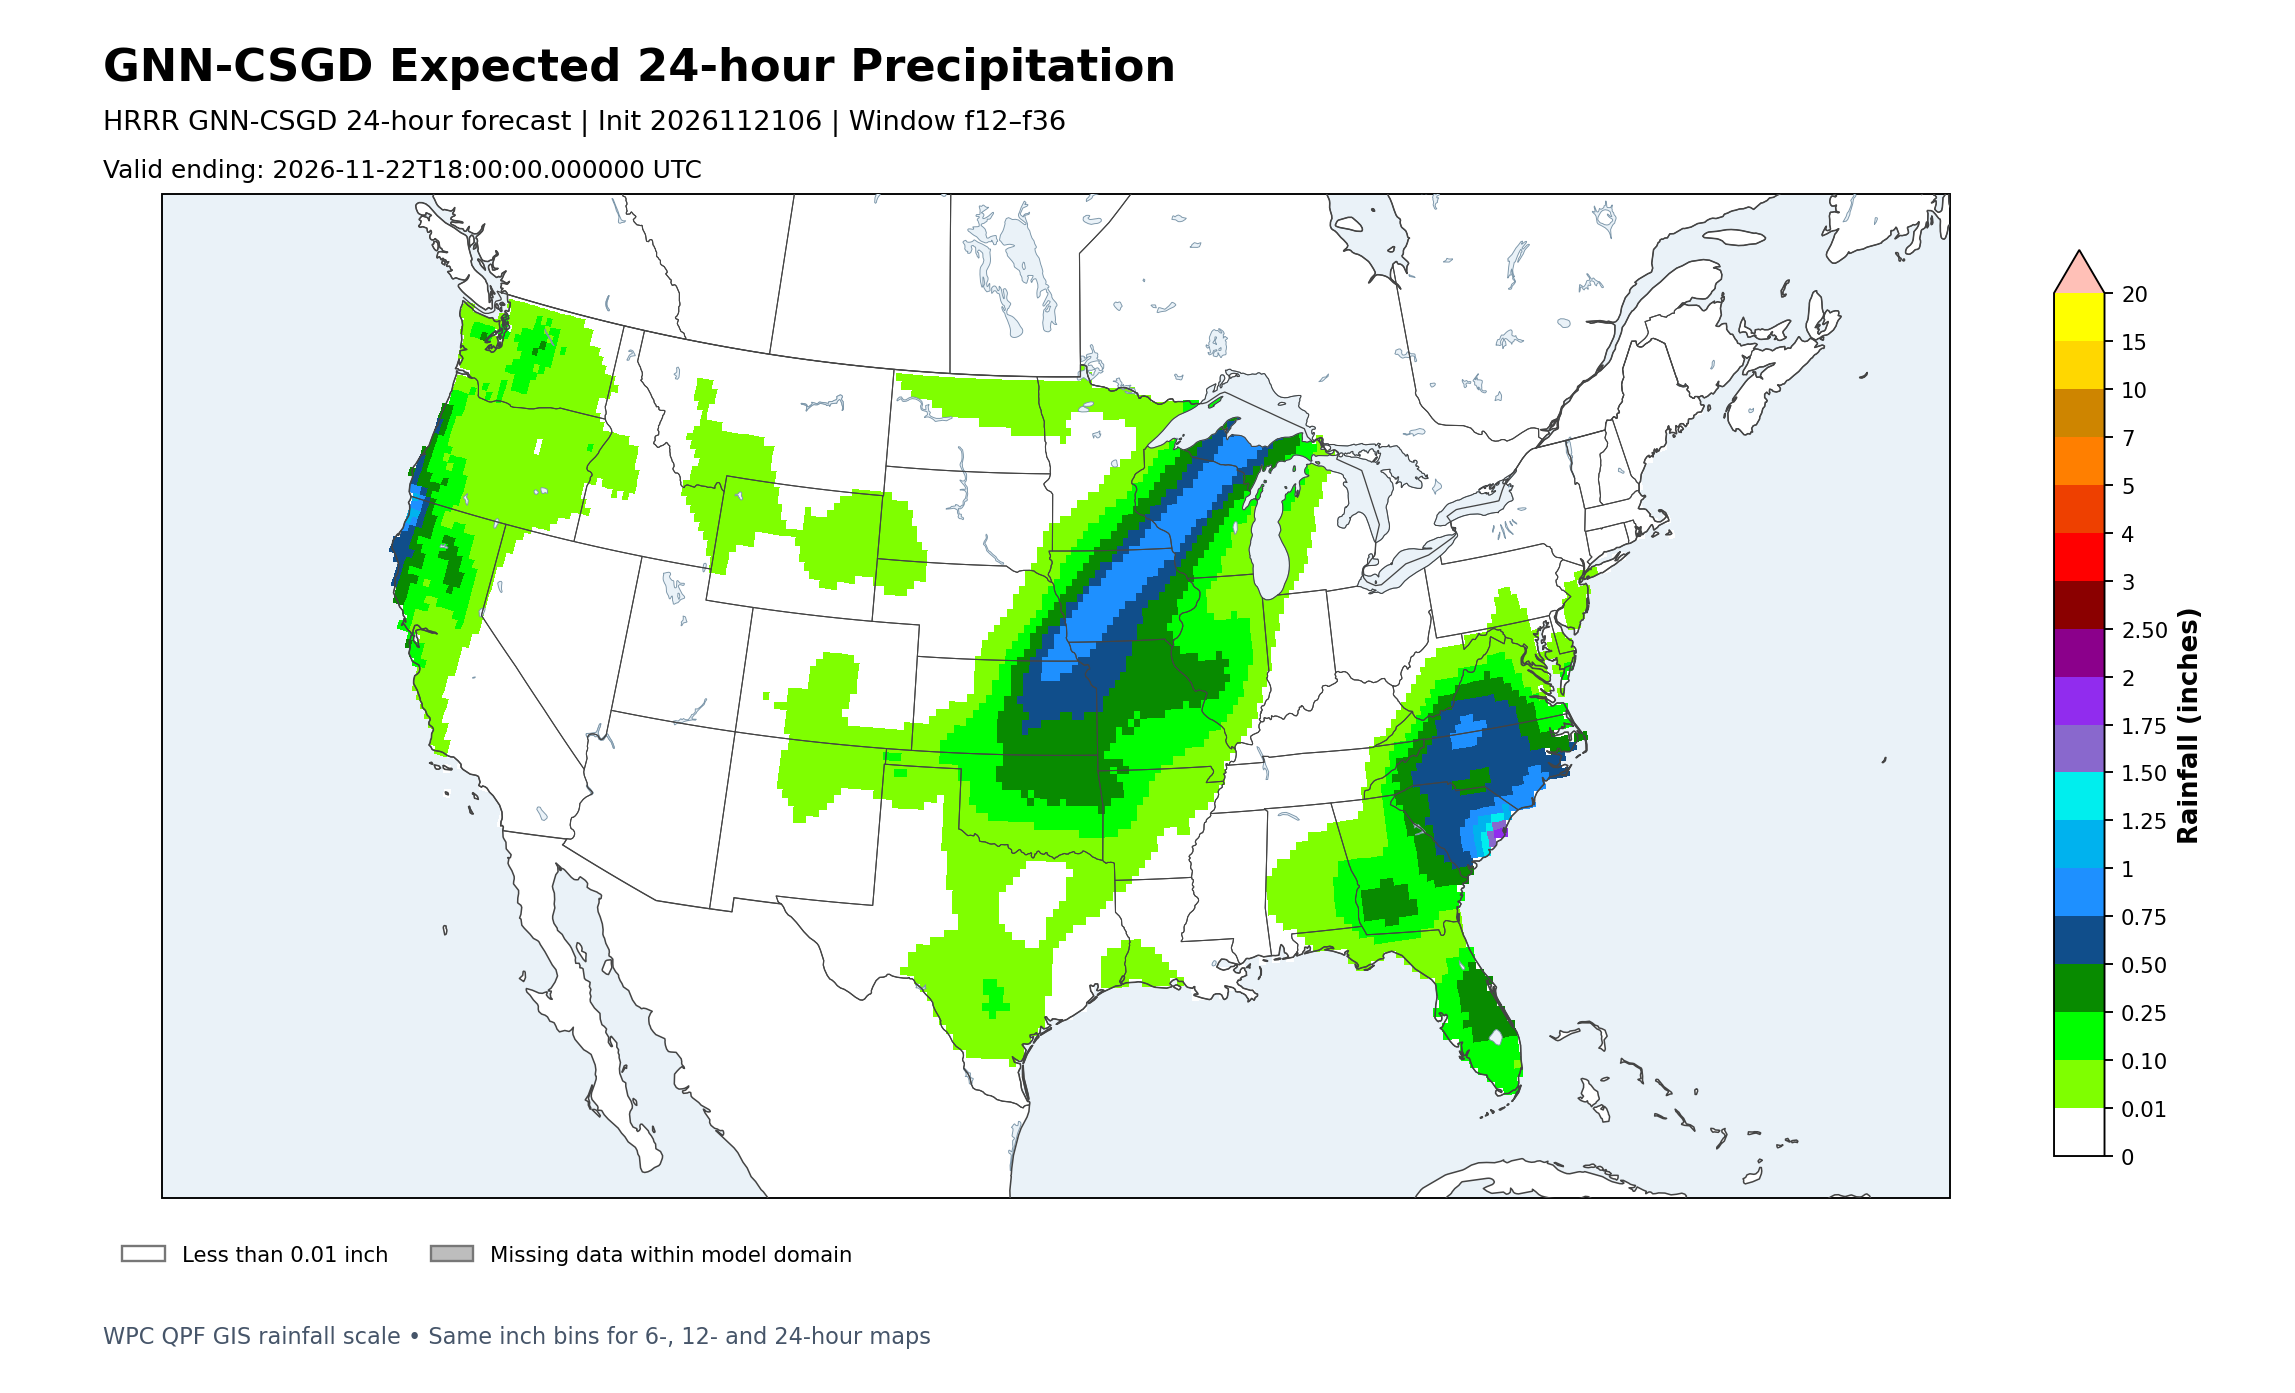 GNN-CSGD Expected 24-hour Precipitation
HRRR GNN-CSGD 24-hour forecast | Init 2026112106 | Window f12–f36
Valid ending: 2026-11-22T18:00:00.000000 UTC
20
15
10
7
5
4
3
2.50
2
1.75
1.50
1.25
1
0.75
0.50
0.25
0.10
0.01
0
Rainfall (inches)
Less than 0.01 inch
Missing data within model domain
WPC QPF GIS rainfall scale • Same inch bins for 6-, 12- and 24-hour maps